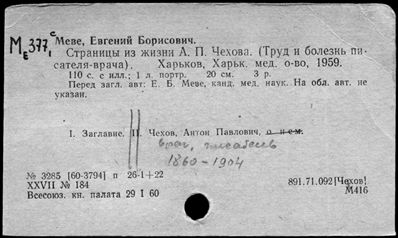 МЕ377,с Меве, Евгений Борисович.
Страницы из жизни А. П. Чехова. (Труд и болезнь пи-
сателя-врача). Харьков, Харьк. мед. о-во, 1959.
110 с. с илл.; 1 л. портр. 20 см. 3 р.
Перед загл. авт: Е. Б. Меве, канд. мед. наук. На обл. авт. не
указан.
I. Заглавие. II. Чехов, Антон Павлович, о нем.
врач, писатель
1860-1904
№ 3285 [60-3794] п 26-1+22
XXVII № 184
Всесоюз. кн. палата 29 I 60
891.71.092[Чехов]
М416